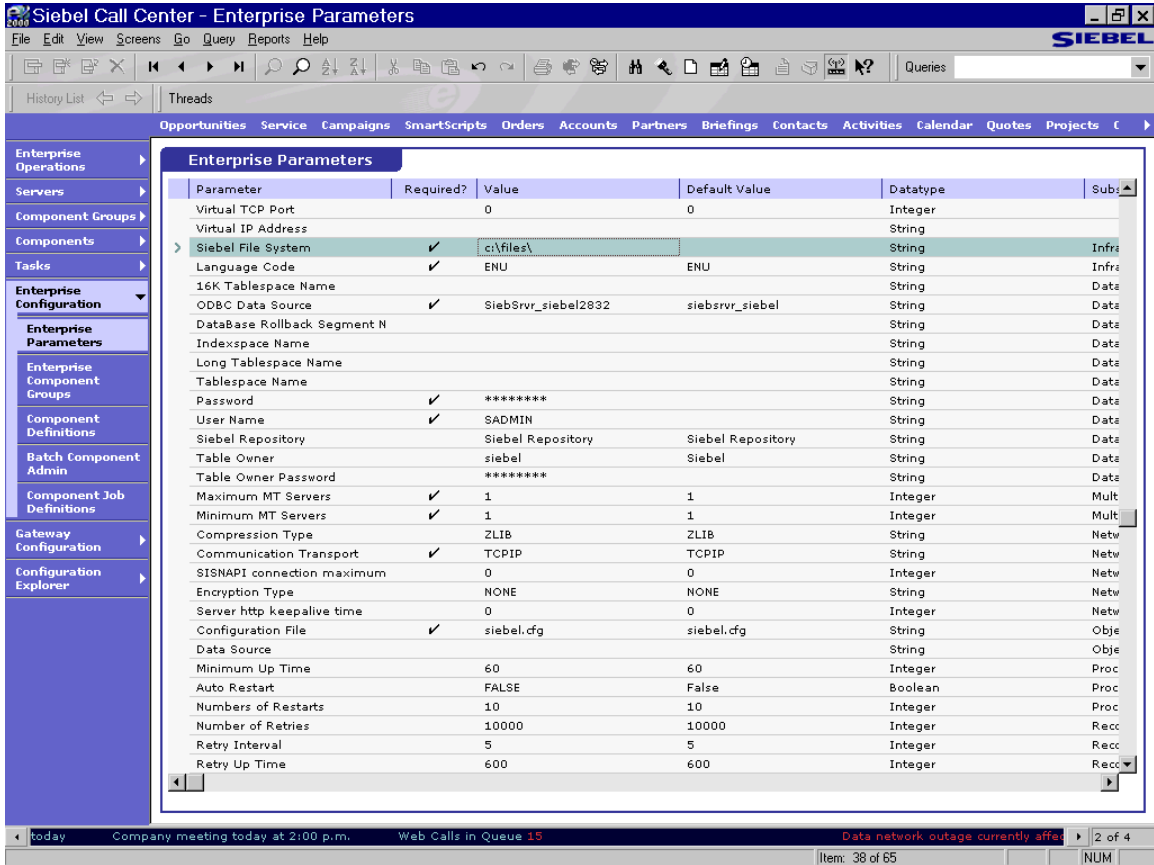 Siebel Call Center - Enterprise Parameters
File Edit View Screens Go Query Reports Help
SIEBEL
Queries
History List
Threads
Opportunities Service Campaigns SmartScripts Orders Accounts Partners Briefings Contacts Activities Calendar Quotes Projects
Enterprise
Operations
Servers
Component Groups
Components
Tasks
Enterprise
Configuration
Enterprise
Parameters
Enterprise
Component
Groups
Component
Definitions
Batch Component
Admin
Component Job
Definitions
Gateway
Configuration
Configuration
Explorer
Enterprise Parameters
Parameter Required? Value Default Value Datatype Subs
Virtual TCP Port 0 0 Integer
Virtual IP Address String
Siebel File System ✔ c:\files\ String Infra
Language Code ✔ ENU ENU String Infra
16K Tablespace Name String Data
ODBC Data Source ✔ SiebSrvr_siebel2832 siebsrvr_siebel String Data
DataBase Rollback Segment N String Data
Indexspace Name String Data
Long Tablespace Name String Data
Tablespace Name String Data
Password ✔ ******** String Data
User Name ✔ SADMIN String Data
Siebel Repository Siebel Repository Siebel Repository String Data
Table Owner siebel Siebel String Data
Table Owner Password ******** String Data
Maximum MT Servers ✔ 1 1 Integer Mult
Minimum MT Servers ✔ 1 1 Integer Mult
Compression Type ZLIB ZLIB String Netw
Communication Transport ✔ TCPIP TCPIP String Netw
SISNAPI connection maximum 0 0 Integer Netw
Encryption Type NONE NONE String Netw
Server http keepalive time 0 0 Integer Netw
Configuration File ✔ siebel.cfg siebel.cfg String Obje
Data Source String Obje
Minimum Up Time 60 60 Integer Proc
Auto Restart FALSE False Boolean Proc
Numbers of Restarts 10 10 Integer Proc
Number of Retries 10000 10000 Integer Reco
Retry Interval 5 5 Integer Reco
Retry Up Time 600 600 Integer Reco
today Company meeting today at 2:00 p.m. Web Calls in Queue 15 Data network outage currently affec 2 of 4
Item: 38 of 65 NUM